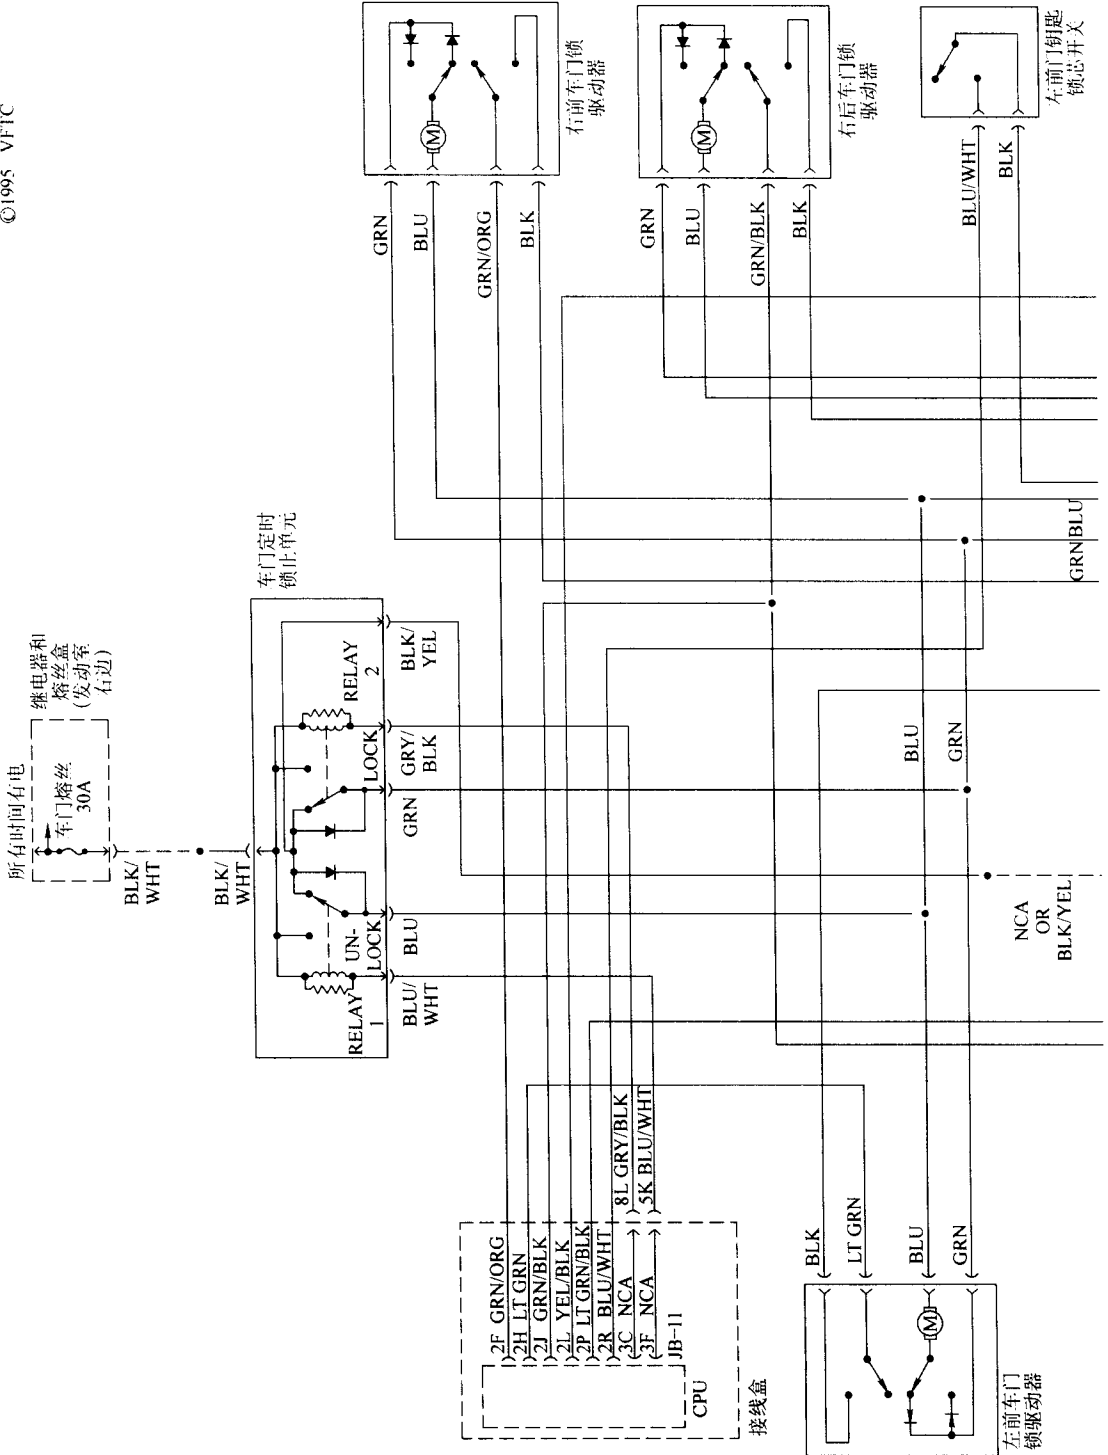 ©1995 VFTC
所有时间有电
继电器和
熔丝盒
(发动室
右边)
车门熔丝
30A
BLK/
WHT
BLK/
WHT
车门定时
锁止单元
RELAY
1
UN-
LOCK
LOCK
RELAY
2
BLU/
WHT
BLU
GRN
GRY/
BLK
BLK/
YEL
右前车门锁
驱动器
M
GRN
BLU
GRN/ORG
BLK
右后车门锁
驱动器
M
GRN
BLU
GRN/BLK
BLK
左前门钥匙
锁芯开关
BLU/WHT
BLK
GRN
BLU
BLU
GRN
NCA
OR
BLK/YEL
8L GRY/BLK
5K BLU/WHT
2F GRN/ORG
2H LT GRN
2J GRN/BLK
2L YEL/BLK
2P LT GRN/BLK
2R BLU/WHT
3C NCA
3F NCA
JB-11
CPU
接线盒
BLK
LT GRN
BLU
GRN
M
左前车门
锁驱动器